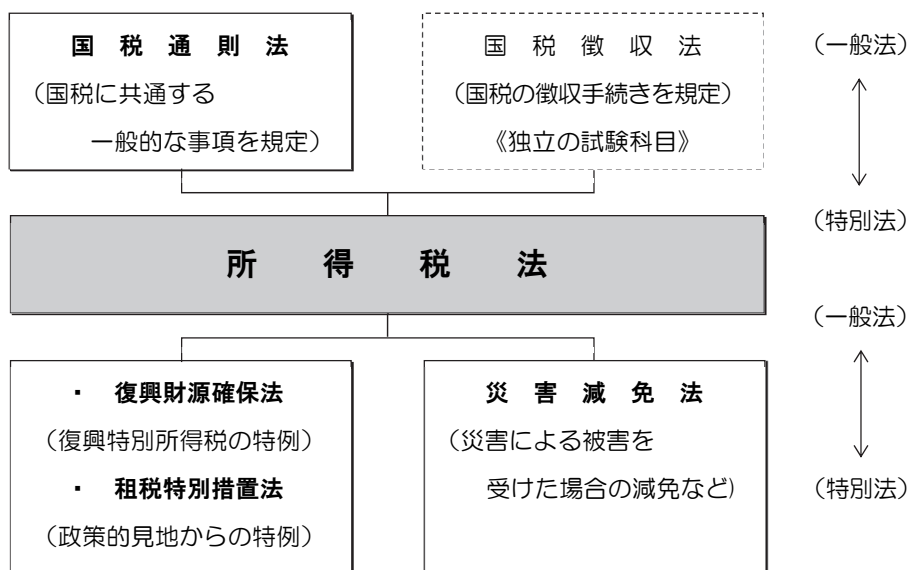 国税通則法
（国税に共通する
一般的な事項を規定）
国税徴収法
（国税の徴収手続きを規定）
《独立の試験科目》
（一般法）
（特別法）
所得税法
（一般法）
・ 復興財源確保法
（復興特別所得税の特例）
・ 租税特別措置法
（政策的見地からの特例）
災害減免法
（災害による被害を
受けた場合の減免など）
（特別法）